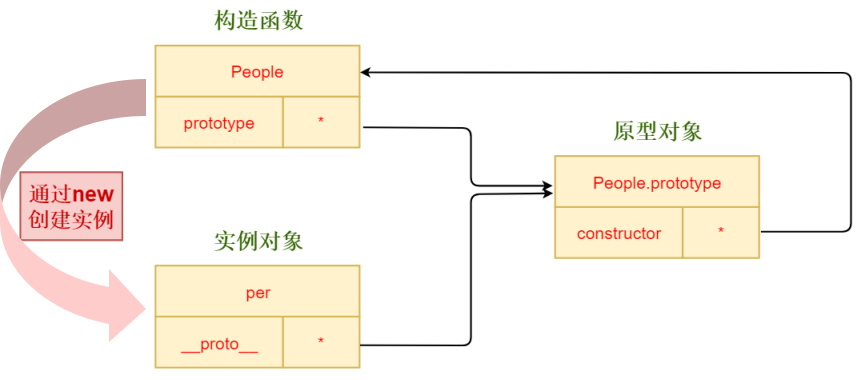 构造函数
People
prototype
*
原型对象
People.prototype
constructor
*
通过new
创建实例
实例对象
per
__proto__
*